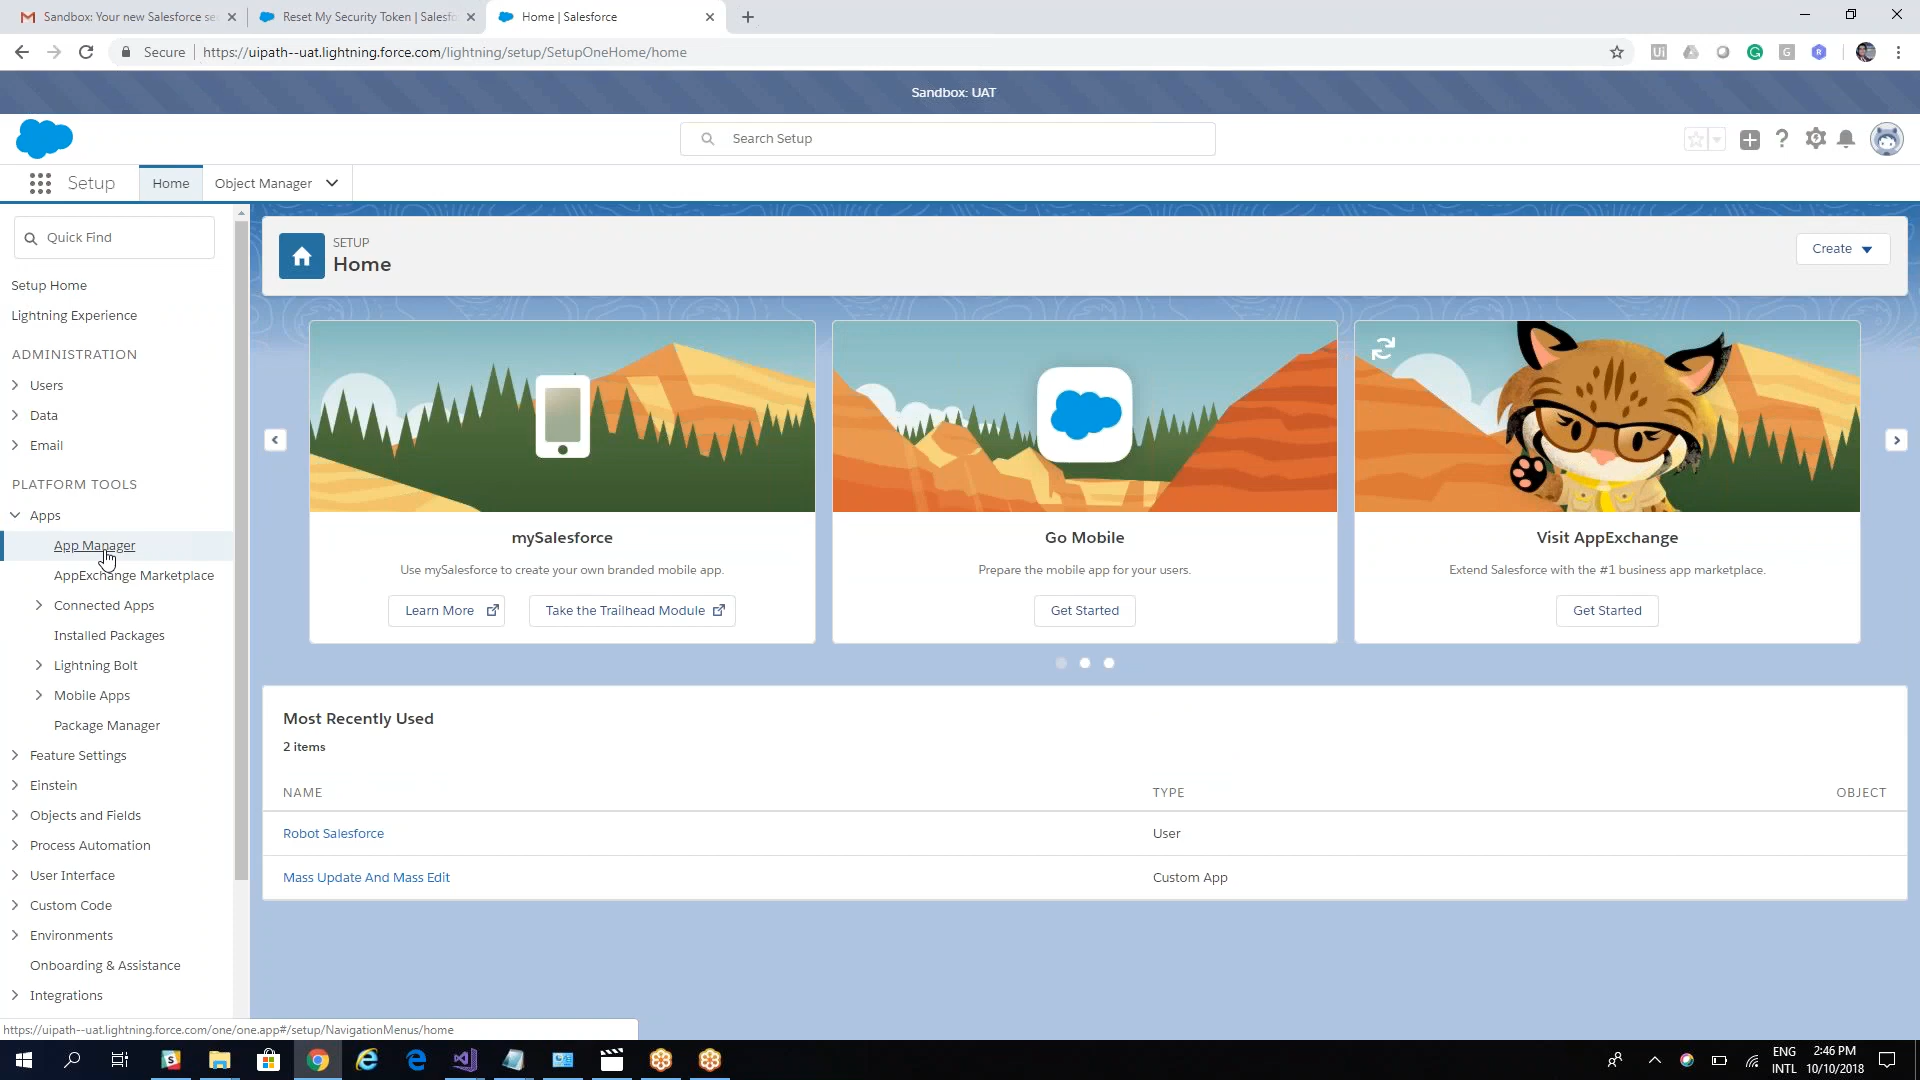 Sandbox: Your new Salesforce se
Reset My Security Token | Salesf
Home | Salesforce
Secure
https://uipath--uat.lightning.force.com/lightning/setup/SetupOneHome/home
Sandbox: UAT
Search Setup
Setup
Home
Object Manager
Quick Find
Setup Home
Lightning Experience
ADMINISTRATION
Users
Data
Email
PLATFORM TOOLS
Apps
App Manager
AppExchange Marketplace
Connected Apps
Installed Packages
Lightning Bolt
Mobile Apps
Package Manager
Feature Settings
Einstein
Objects and Fields
Process Automation
User Interface
Custom Code
Environments
Onboarding & Assistance
Integrations
SETUP
Home
Create
mySalesforce
Use mySalesforce to create your own branded mobile app.
Learn More
Take the Trailhead Module
Go Mobile
Prepare the mobile app for your users.
Get Started
Visit AppExchange
Extend Salesforce with the #1 business app marketplace.
Get Started
Most Recently Used
2 items
NAME TYPE OBJECT
Robot Salesforce User
Mass Update And Mass Edit Custom App
https://uipath--uat.lightning.force.com/one/one.app#/setup/NavigationMenus/home
ENG
INTL
2:46 PM
10/10/2018